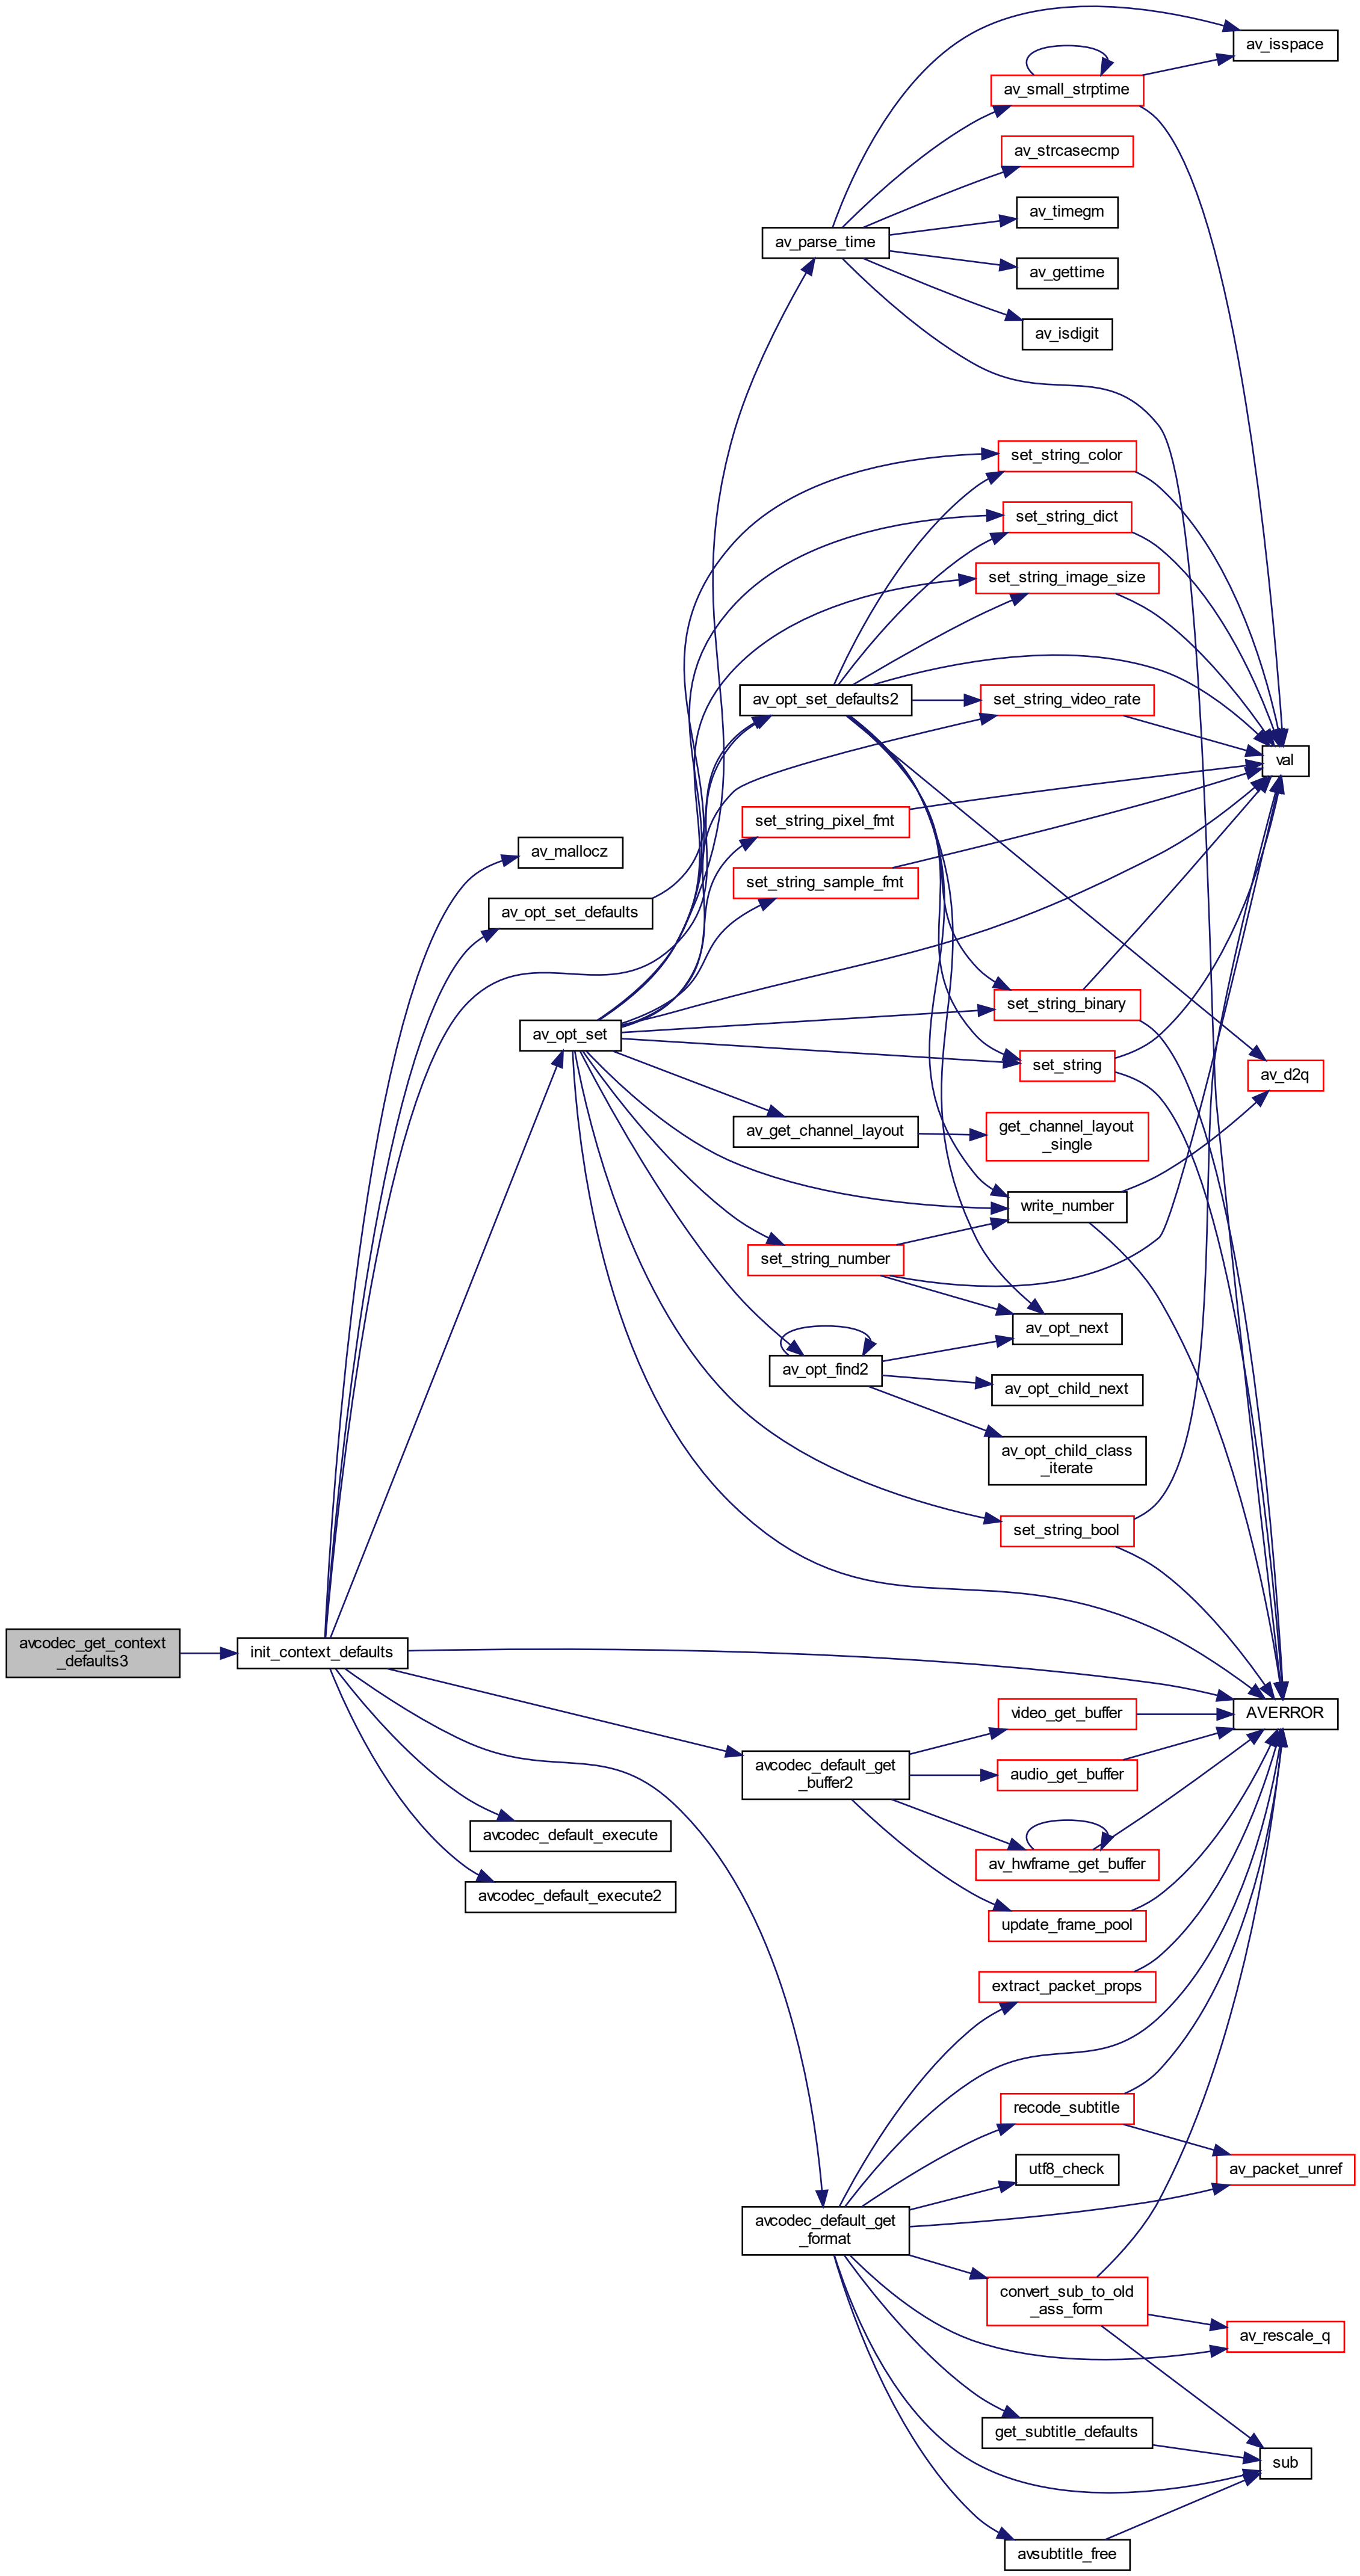 av_isspace
av_small_strptime
av_strcasecmp
av_timegm
av_parse_time
av_gettime
av_isdigit
set_string_color
set_string_dict
set_string_image_size
av_opt_set_defaults2
set_string_video_rate
val
set_string_pixel_fmt
av_mallocz
set_string_sample_fmt
av_opt_set_defaults
set_string_binary
av_opt_set
set_string
av_d2q
av_get_channel_layout
get_channel_layout
_single
write_number
set_string_number
av_opt_next
av_opt_find2
av_opt_child_next
av_opt_child_class
_iterate
set_string_bool
avcodec_get_context
_defaults3
init_context_defaults
video_get_buffer
AVERROR
avcodec_default_get
_buffer2
audio_get_buffer
avcodec_default_execute
av_hwframe_get_buffer
avcodec_default_execute2
update_frame_pool
extract_packet_props
recode_subtitle
utf8_check
av_packet_unref
avcodec_default_get
_format
convert_sub_to_old
_ass_form
av_rescale_q
get_subtitle_defaults
sub
avsubtitle_free